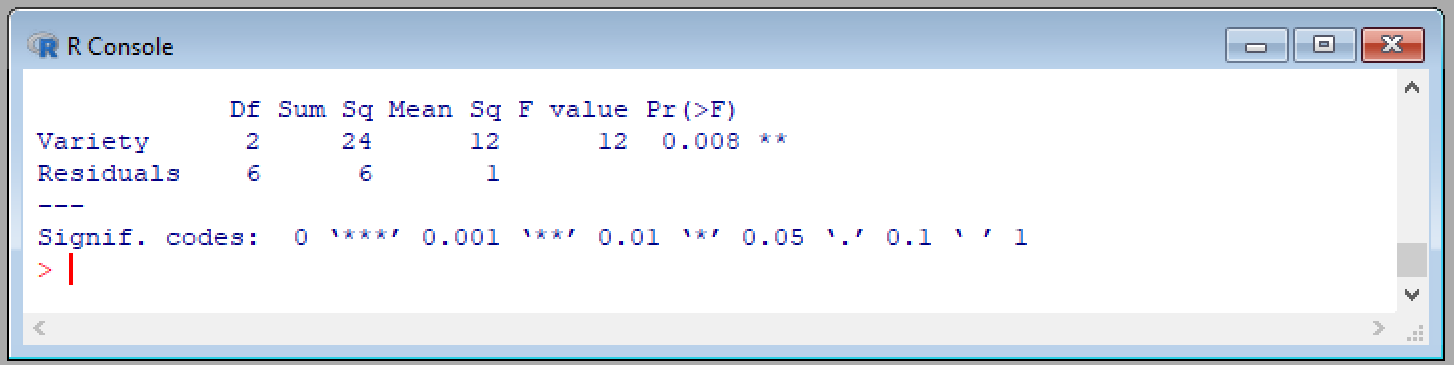 R Console
Df Sum Sq Mean Sq F value Pr(>F)
Variety 2 24 12 12 0.008 **
Residuals 6 6 1
---
Signif. codes: 0 ‘***’ 0.001 ‘**’ 0.01 ‘*’ 0.05 ‘.’ 0.1 ‘ ’ 1
>